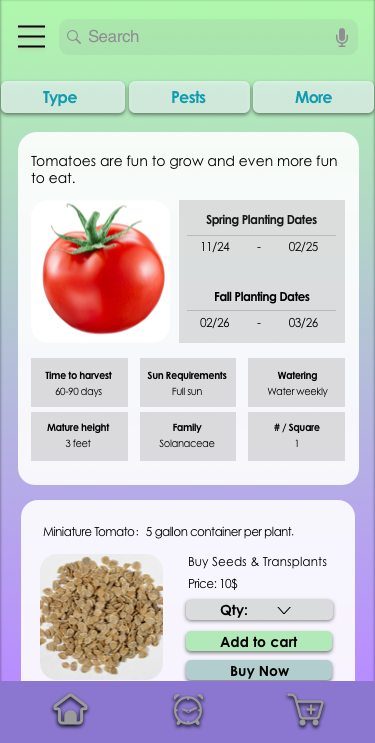 Search
Type
Pests
More
Tomatoes are fun to grow and even more fun
to eat.
Spring Planting Dates
11/24 - 02/25
Fall Planting Dates
02/26 - 03/26
Time to harvest
60-90 days
Sun Requirements
Full sun
Watering
Water weekly
Mature height
3 feet
Family
Solanaceae
# / Square
1
Miniature Tomato: 5 gallon container per plant.
Buy Seeds & Transplants
Price: 10$
Qty:
Add to cart
Buy Now